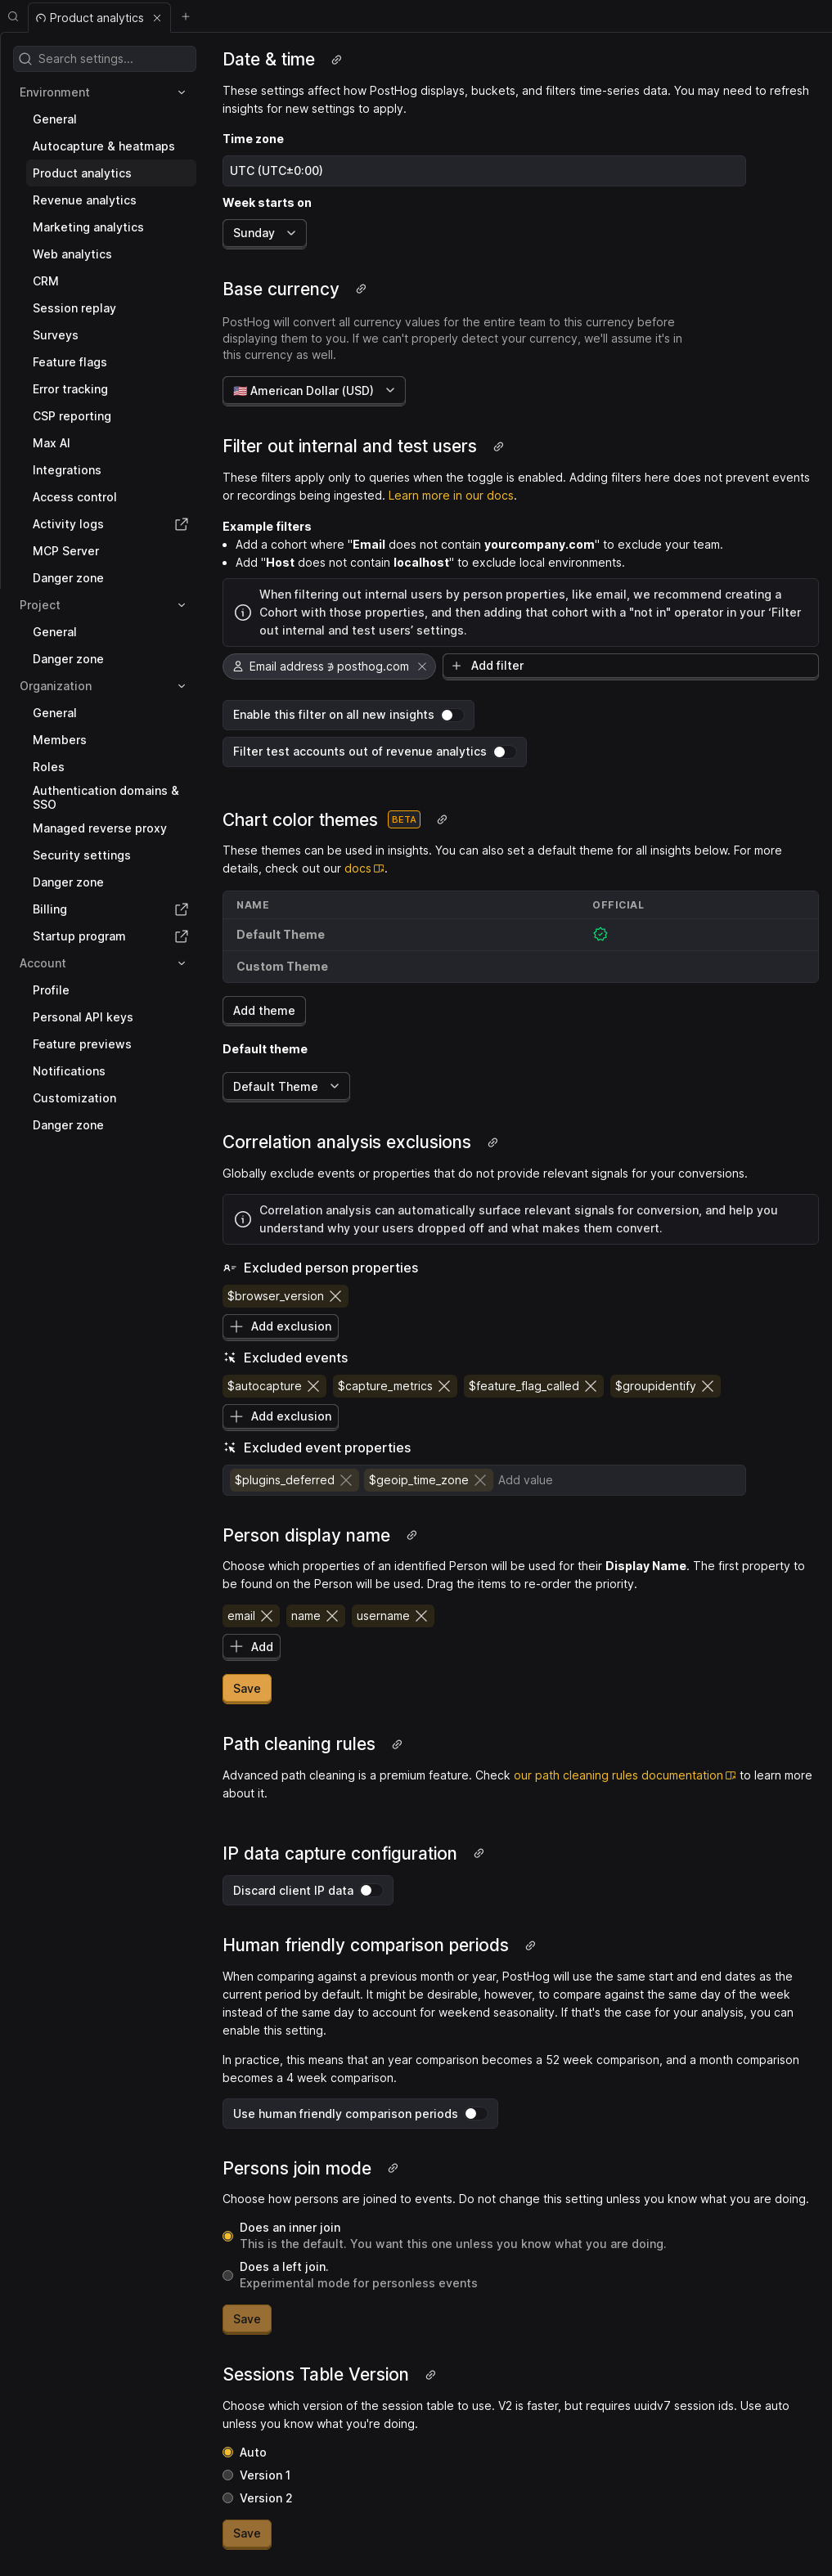 Product analytics
Search settings...
Environment
General
Autocapture & heatmaps
Product analytics
Revenue analytics
Marketing analytics
Web analytics
CRM
Session replay
Surveys
Feature flags
Error tracking
CSP reporting
Max AI
Integrations
Access control
Activity logs
MCP Server
Danger zone
Project
General
Danger zone
Organization
General
Members
Roles
Authentication domains &
SSO
Managed reverse proxy
Security settings
Danger zone
Billing
Startup program
Account
Profile
Personal API keys
Feature previews
Notifications
Customization
Danger zone
Date & time
These settings affect how PostHog displays, buckets, and filters time-series data. You may need to refresh
insights for new settings to apply.
Time zone
UTC (UTC±0:00)
Week starts on
Sunday
Base currency
PostHog will convert all currency values for the entire team to this currency before
displaying them to you. If we can't properly detect your currency, we'll assume it's in
this currency as well.
🇺🇸 American Dollar (USD)
Filter out internal and test users
These filters apply only to queries when the toggle is enabled. Adding filters here does not prevent events
or recordings being ingested. Learn more in our docs.
Example filters
• Add a cohort where "Email does not contain yourcompany.com" to exclude your team.
• Add "Host does not contain localhost" to exclude local environments.
When filtering out internal users by person properties, like email, we recommend creating a
Cohort with those properties, and then adding that cohort with a "not in" operator in your ‘Filter
out internal and test users’ settings.
Email address ∌ posthog.com
Add filter
Enable this filter on all new insights
Filter test accounts out of revenue analytics
Chart color themes BETA
These themes can be used in insights. You can also set a default theme for all insights below. For more
details, check out our docs.
NAME OFFICIAL
Default Theme
Custom Theme
Add theme
Default theme
Default Theme
Correlation analysis exclusions
Globally exclude events or properties that do not provide relevant signals for your conversions.
Correlation analysis can automatically surface relevant signals for conversion, and help you
understand why your users dropped off and what makes them convert.
Excluded person properties
$browser_version
Add exclusion
Excluded events
$autocapture $capture_metrics $feature_flag_called $groupidentify
Add exclusion
Excluded event properties
$plugins_deferred $geoip_time_zone Add value
Person display name
Choose which properties of an identified Person will be used for their Display Name. The first property to
be found on the Person will be used. Drag the items to re-order the priority.
email name username
Add
Save
Path cleaning rules
Advanced path cleaning is a premium feature. Check our path cleaning rules documentation to learn more
about it.
IP data capture configuration
Discard client IP data
Human friendly comparison periods
When comparing against a previous month or year, PostHog will use the same start and end dates as the
current period by default. It might be desirable, however, to compare against the same day of the week
instead of the same day to account for weekend seasonality. If that's the case for your analysis, you can
enable this setting.
In practice, this means that an year comparison becomes a 52 week comparison, and a month comparison
becomes a 4 week comparison.
Use human friendly comparison periods
Persons join mode
Choose how persons are joined to events. Do not change this setting unless you know what you are doing.
Does an inner join
This is the default. You want this one unless you know what you are doing.
Does a left join.
Experimental mode for personless events
Save
Sessions Table Version
Choose which version of the session table to use. V2 is faster, but requires uuidv7 session ids. Use auto
unless you know what you're doing.
Auto
Version 1
Version 2
Save